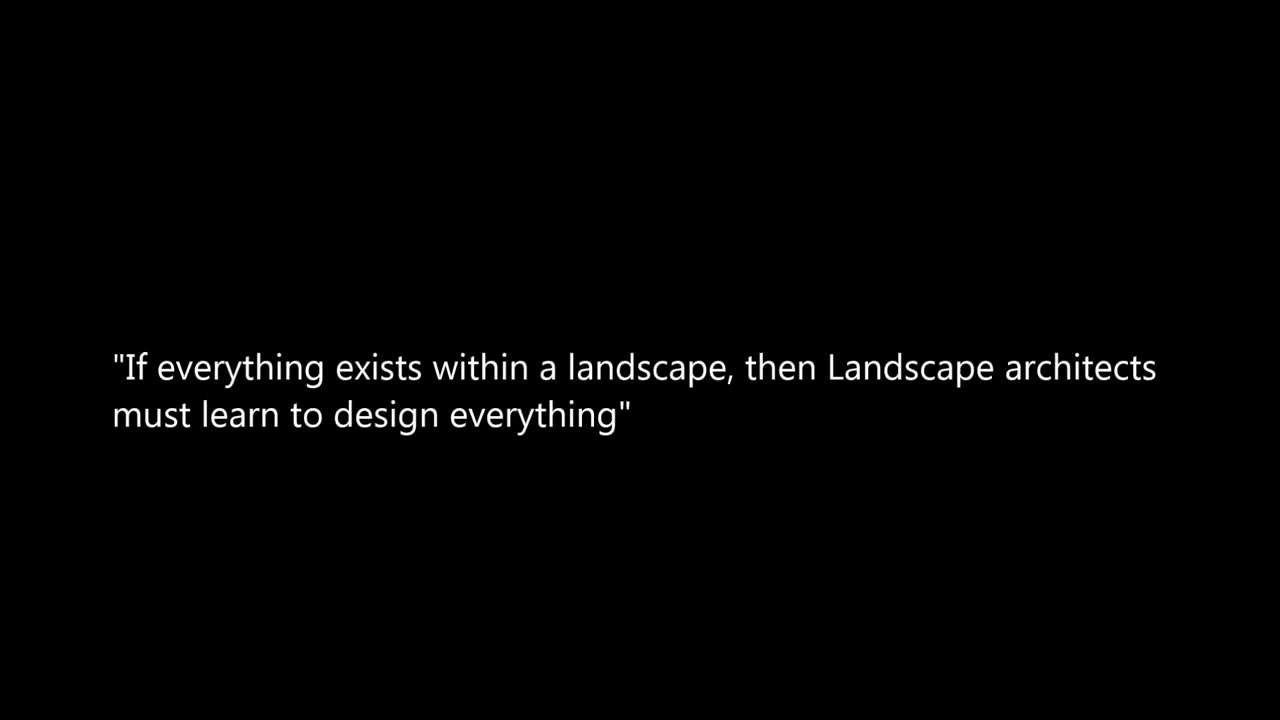 "If everything exists within a landscape, then Landscape architects
must learn to design everything"